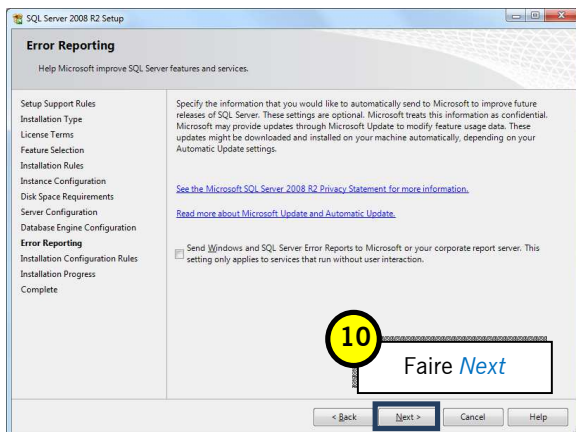 SQL Server 2008 R2 Setup
Error Reporting
Help Microsoft improve SQL Server features and services.
Setup Support Rules
Installation Type
License Terms
Feature Selection
Installation Rules
Instance Configuration
Disk Space Requirements
Server Configuration
Database Engine Configuration
Error Reporting
Installation Configuration Rules
Installation Progress
Complete
Specify the information that you would like to automatically send to Microsoft to improve future
releases of SQL Server. These settings are optional. Microsoft treats this information as confidential.
Microsoft may provide updates through Microsoft Update to modify feature usage data. These
updates might be downloaded and installed on your machine automatically, depending on your
Automatic Update settings.
See the Microsoft SQL Server 2008 R2 Privacy Statement for more information.
Read more about Microsoft Update and Automatic Update.
Send Windows and SQL Server Error Reports to Microsoft or your corporate report server. This
setting only applies to services that run without user interaction.
10
Faire Next
< Back
Next >
Cancel
Help